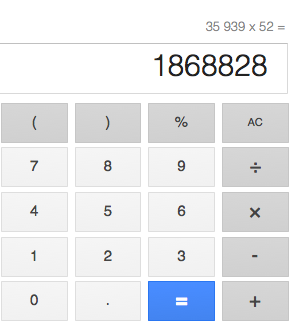 35 939 x 52 =
1868828
( ) % AC
7 8 9 ÷
4 5 6 ×
1 2 3 -
0 . = +